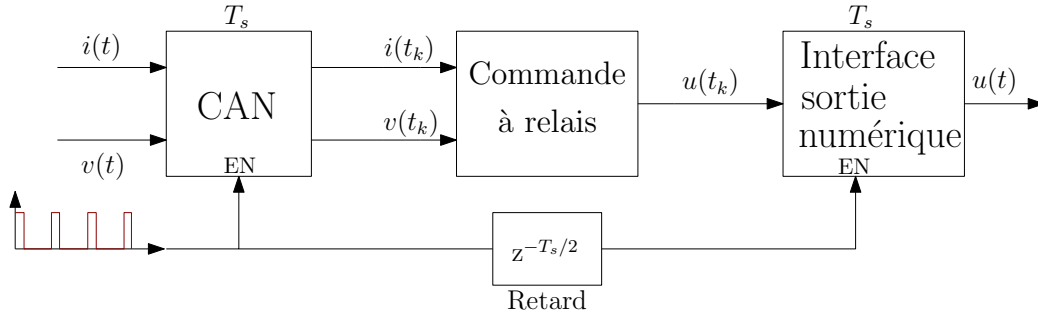 T_s
T_s
i(t)
i(t_k)
Commande
à relais
Interface
sortie
numérique
u(t_k)
u(t)
CAN
v(t)
v(t_k)
EN
EN
z^{-T_s/2}
Retard